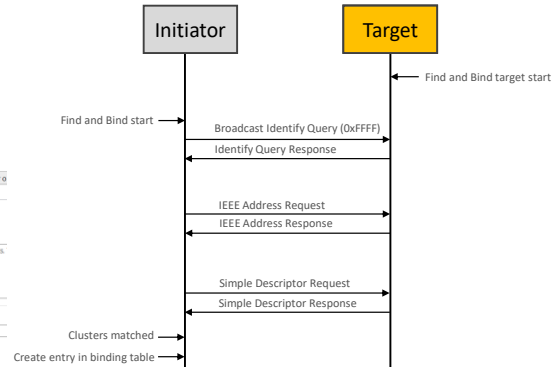 Initiator
Target
Find and Bind target start
Find and Bind start
Broadcast Identify Query (0xFFFF)
Identify Query Response
IEEE Address Request
IEEE Address Response
Simple Descriptor Request
Simple Descriptor Response
Clusters matched
Create entry in binding table